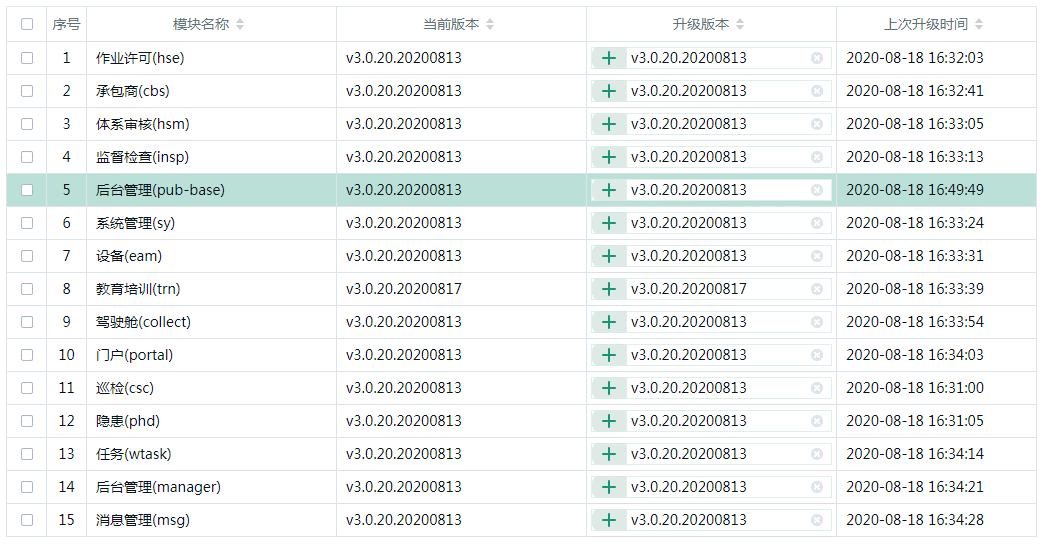 序号 模块名称 当前版本 升级版本 上次升级时间
1 作业许可(hse) v3.0.20.20200813 v3.0.20.20200813 2020-08-18 16:32:03
2 承包商(cbs) v3.0.20.20200813 v3.0.20.20200813 2020-08-18 16:32:41
3 体系审核(hsm) v3.0.20.20200813 v3.0.20.20200813 2020-08-18 16:33:05
4 监督检查(insp) v3.0.20.20200813 v3.0.20.20200813 2020-08-18 16:33:13
5 后台管理(pub-base) v3.0.20.20200813 v3.0.20.20200813 2020-08-18 16:49:49
6 系统管理(sy) v3.0.20.20200813 v3.0.20.20200813 2020-08-18 16:33:24
7 设备(eam) v3.0.20.20200813 v3.0.20.20200813 2020-08-18 16:33:31
8 教育培训(trn) v3.0.20.20200817 v3.0.20.20200817 2020-08-18 16:33:39
9 驾驶舱(collect) v3.0.20.20200813 v3.0.20.20200813 2020-08-18 16:33:54
10 门户(portal) v3.0.20.20200813 v3.0.20.20200813 2020-08-18 16:34:03
11 巡检(csc) v3.0.20.20200813 v3.0.20.20200813 2020-08-18 16:31:00
12 隐患(phd) v3.0.20.20200813 v3.0.20.20200813 2020-08-18 16:31:05
13 任务(wtask) v3.0.20.20200813 v3.0.20.20200813 2020-08-18 16:34:14
14 后台管理(manager) v3.0.20.20200813 v3.0.20.20200813 2020-08-18 16:34:21
15 消息管理(msg) v3.0.20.20200813 v3.0.20.20200813 2020-08-18 16:34:28